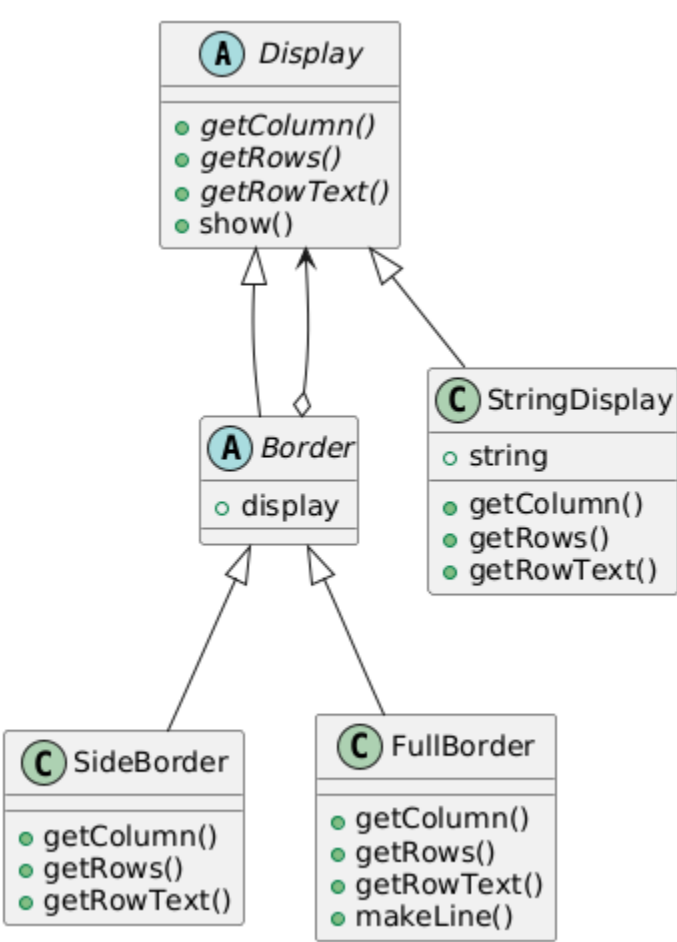 A Display
getColumn()
getRows()
getRowText()
show()
A Border
display
C StringDisplay
string
getColumn()
getRows()
getRowText()
C SideBorder
getColumn()
getRows()
getRowText()
C FullBorder
getColumn()
getRows()
getRowText()
makeLine()